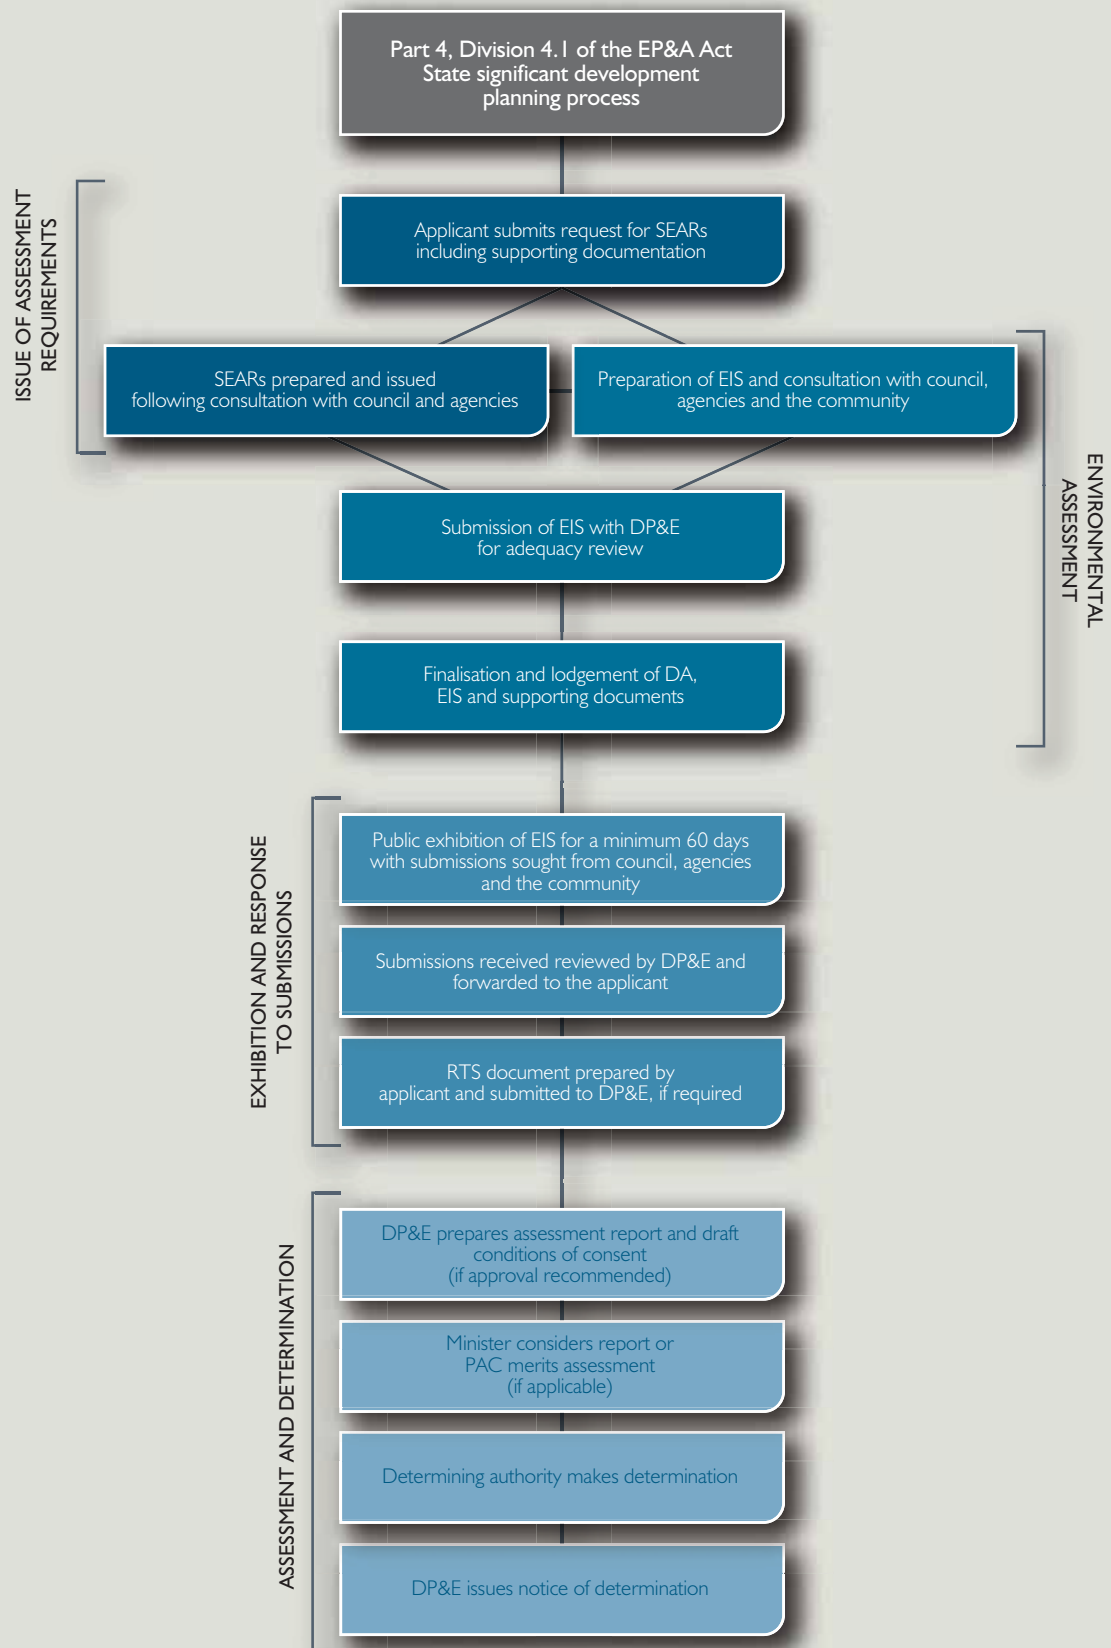 Part 4, Division 4.1 of the EP&A Act
State significant development
planning process
ISSUE OF ASSESSMENT
REQUIREMENTS
Applicant submits request for SEARs
including supporting documentation
SEARs prepared and issued
following consultation with council and agencies
Preparation of EIS and consultation with council,
agencies and the community
ENVIRONMENTAL
ASSESSMENT
Submission of EIS with DP&E
for adequacy review
Finalisation and lodgement of DA,
EIS and supporting documents
EXHIBITION AND RESPONSE
TO SUBMISSIONS
Public exhibition of EIS for a minimum 60 days
with submissions sought from council, agencies
and the community
Submissions received reviewed by DP&E and
forwarded to the applicant
RTS document prepared by
applicant and submitted to DP&E, if required
ASSESSMENT AND DETERMINATION
DP&E prepares assessment report and draft
conditions of consent
(if approval recommended)
Minister considers report or
PAC merits assessment
(if applicable)
Determining authority makes determination
DP&E issues notice of determination